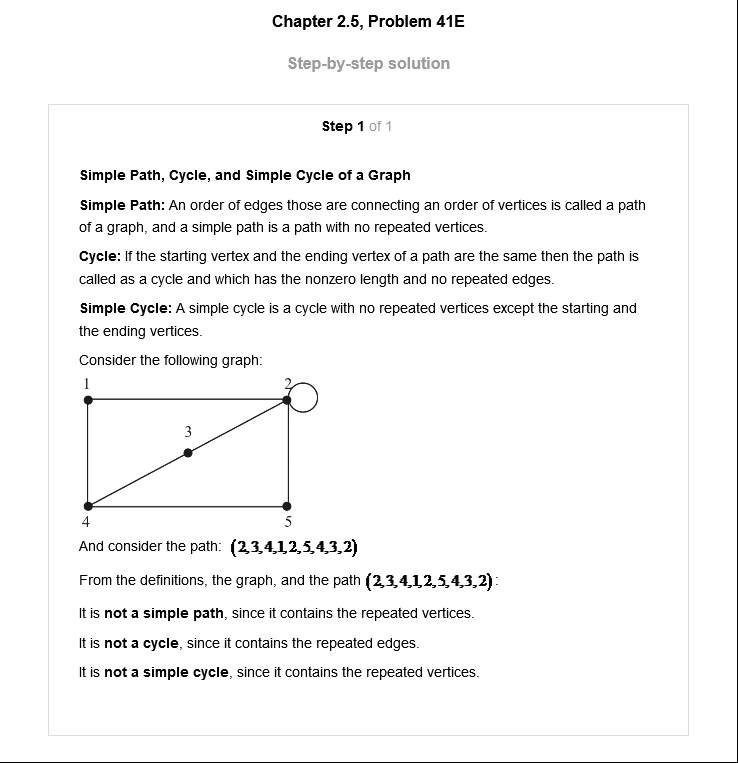 Chapter 2.5, Problem 41E
Step-by-step solution
Step 1 of 1
Simple Path, Cycle, and Simple Cycle of a Graph
Simple Path: An order of edges those are connecting an order of vertices is called a path
of a graph, and a simple path is a path with no repeated vertices.
Cycle: If the starting vertex and the ending vertex of a path are the same then the path is
called as a cycle and which has the nonzero length and no repeated edges.
Simple Cycle: A simple cycle is a cycle with no repeated vertices except the starting and
the ending vertices.
Consider the following graph:
1 2
3
4 5
And consider the path: (2,3,4,1,2,5,4,3,2)
From the definitions, the graph, and the path (2,3,4,1,2,5,4,3,2):
It is not a simple path, since it contains the repeated vertices.
It is not a cycle, since it contains the repeated edges.
It is not a simple cycle, since it contains the repeated vertices.